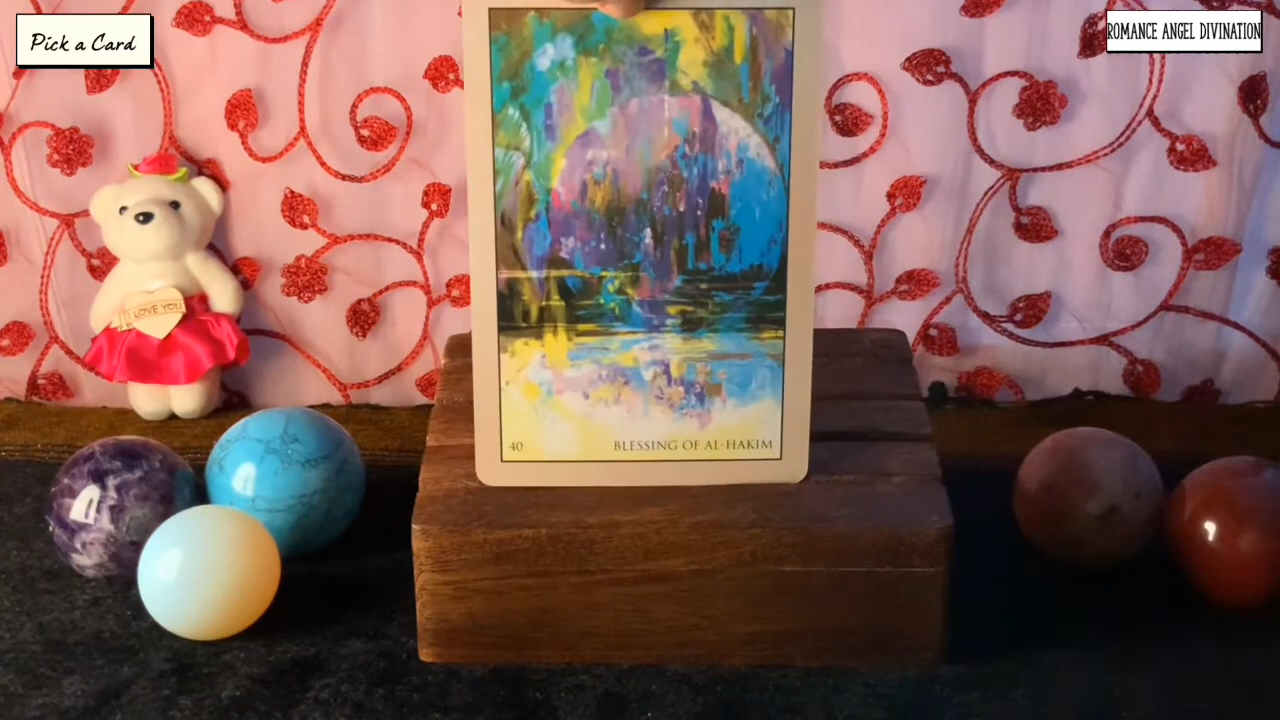 Pick a Card
ROMANCE ANGEL DIVINATION
I LOVE YOU
40
BLESSING OF AL-HAKIM